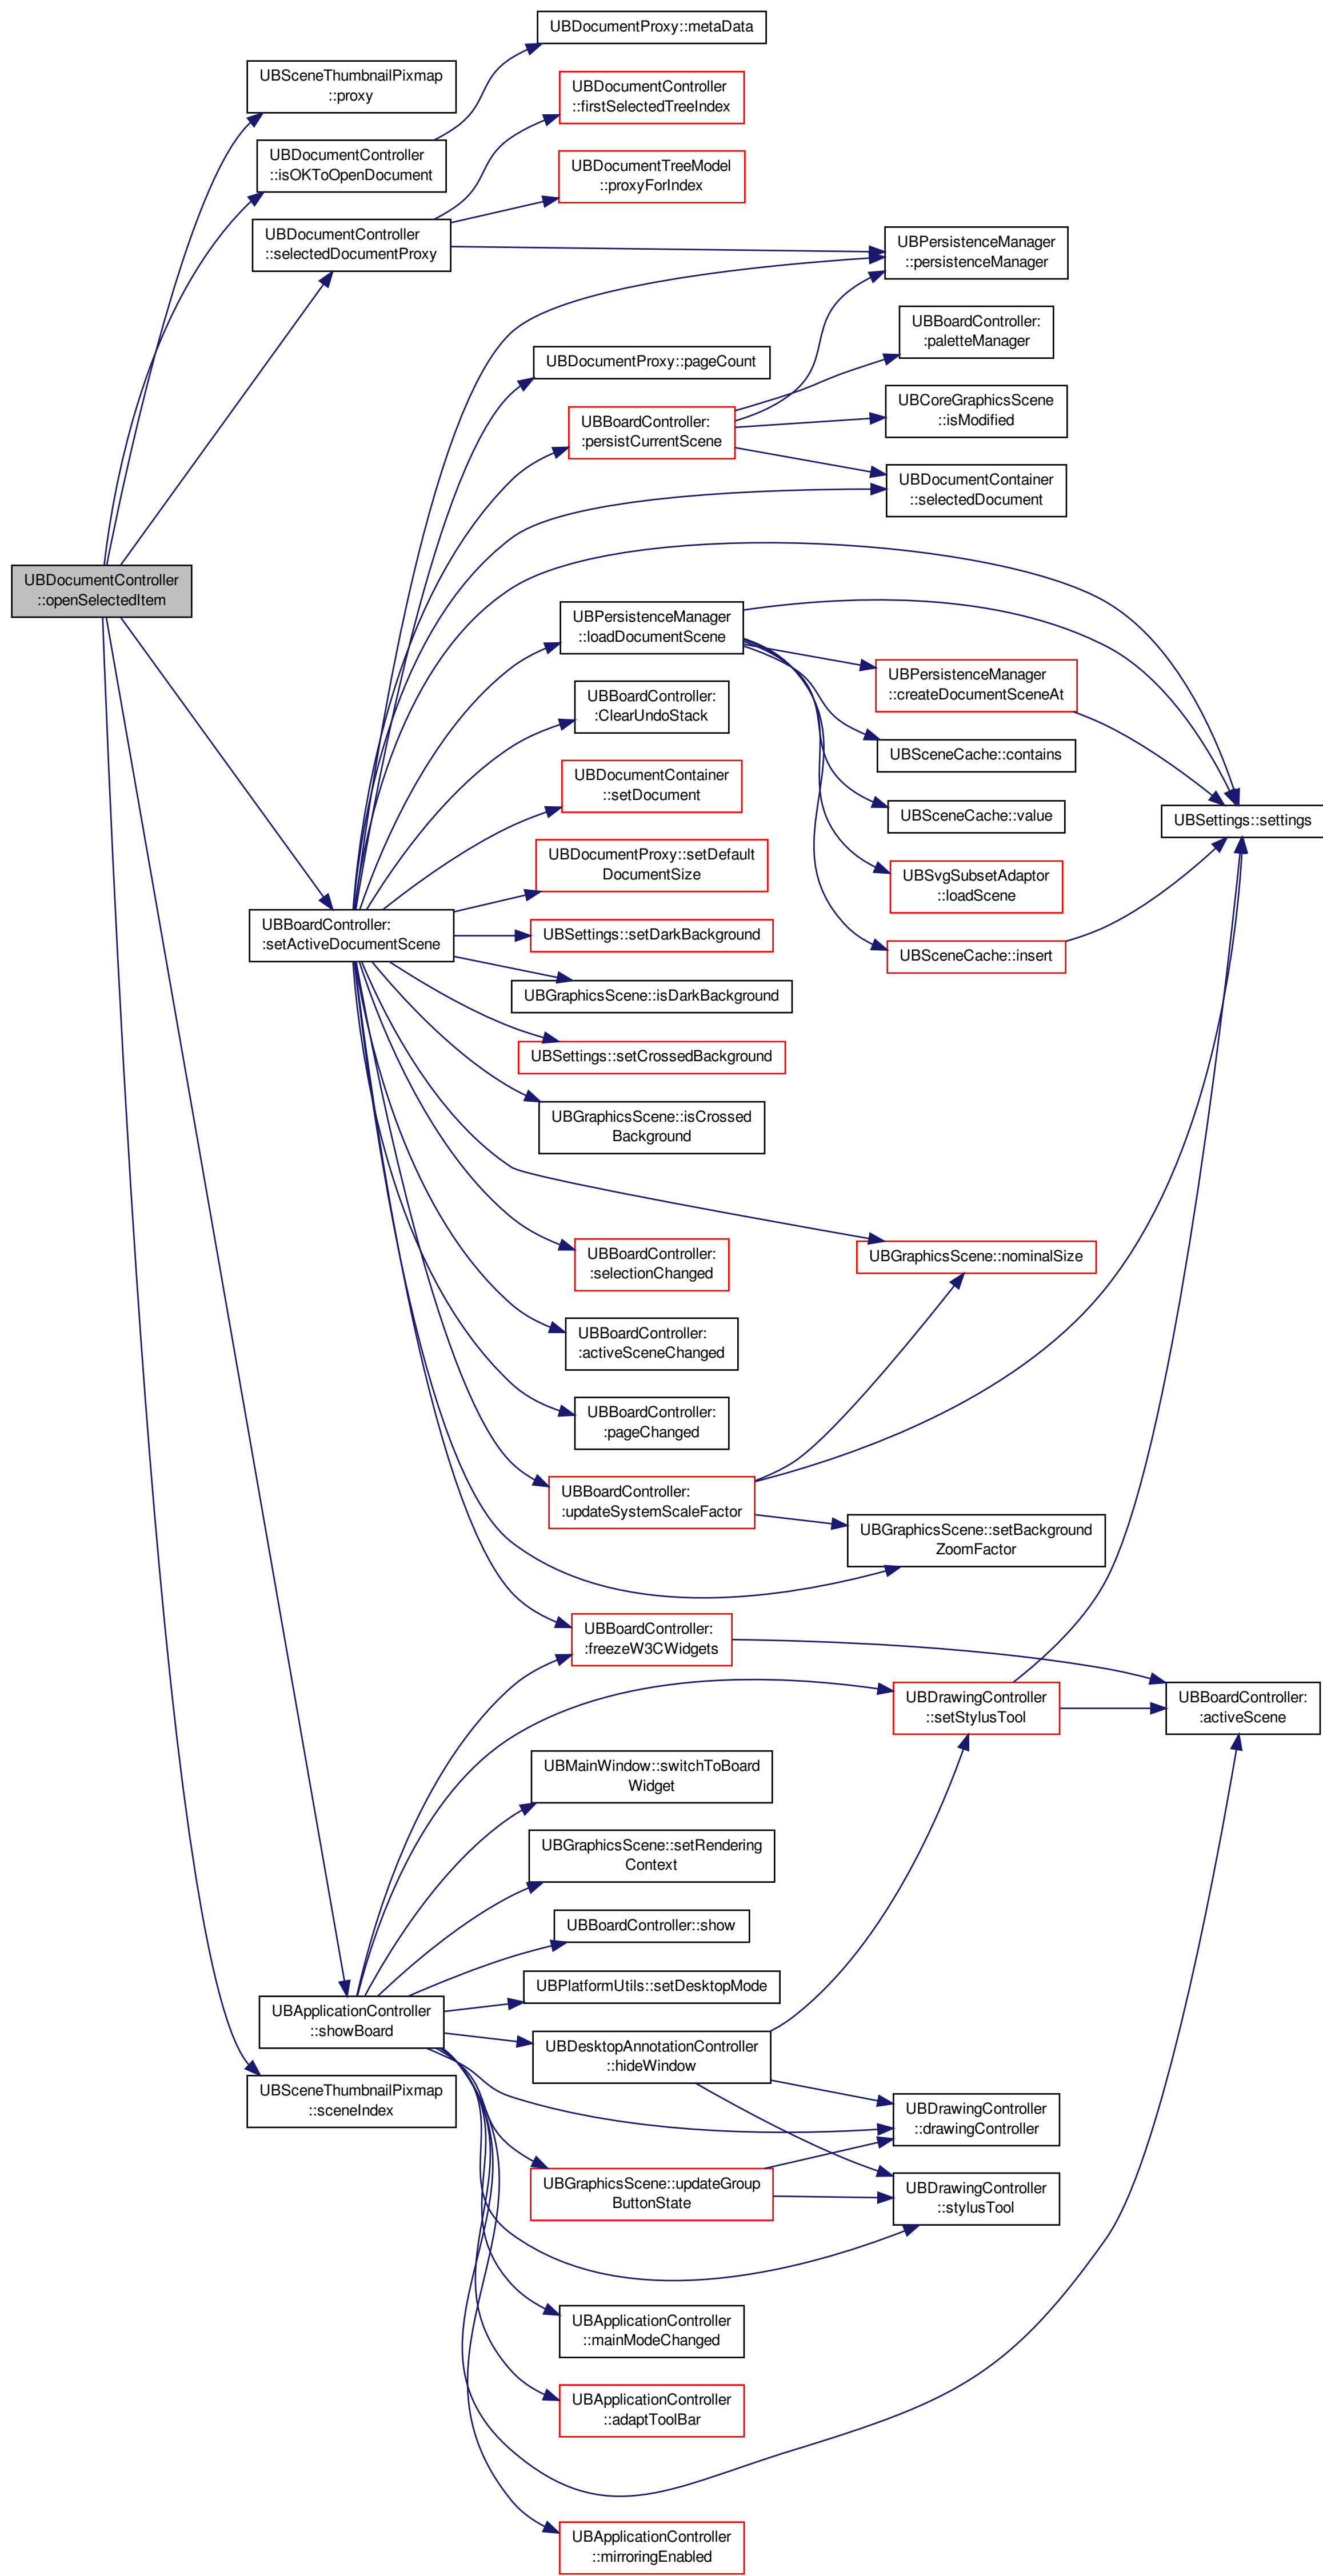 UBDocumentProxy::metaData
UBSceneThumbnailPixmap
::proxy
UBDocumentController
::firstSelectedTreeIndex
UBDocumentController
::isOKToOpenDocument
UBDocumentTreeModel
::proxyForIndex
UBDocumentController
::selectedDocumentProxy
UBPersistenceManager
::persistenceManager
UBBoardController:
:paletteManager
UBDocumentProxy::pageCount
UBBoardController:
:persistCurrentScene
UBCoreGraphicsScene
::isModified
UBDocumentContainer
::selectedDocument
UBDocumentController
::openSelectedItem
UBPersistenceManager
::loadDocumentScene
UBPersistenceManager
::createDocumentSceneAt
UBBoardController:
:ClearUndoStack
UBSceneCache::contains
UBDocumentContainer
::setDocument
UBSceneCache::value
UBSettings::settings
UBDocumentProxy::setDefault
DocumentSize
UBSvgSubsetAdaptor
::loadScene
UBBoardController:
:setActiveDocumentScene
UBSettings::setDarkBackground
UBSceneCache::insert
UBGraphicsScene::isDarkBackground
UBSettings::setCrossedBackground
UBGraphicsScene::isCrossed
Background
UBBoardController:
:selectionChanged
UBGraphicsScene::nominalSize
UBBoardController:
:activeSceneChanged
UBBoardController:
:pageChanged
UBBoardController:
:updateSystemScaleFactor
UBGraphicsScene::setBackground
ZoomFactor
UBBoardController:
:freezeW3CWidgets
UBDrawingController
::setStylusTool
UBBoardController:
:activeScene
UBMainWindow::switchToBoard
Widget
UBGraphicsScene::setRendering
Context
UBBoardController::show
UBPlatformUtils::setDesktopMode
UBApplicationController
::showBoard
UBDesktopAnnotationController
::hideWindow
UBSceneThumbnailPixmap
::sceneIndex
UBDrawingController
::drawingController
UBGraphicsScene::updateGroup
ButtonState
UBDrawingController
::stylusTool
UBApplicationController
::mainModeChanged
UBApplicationController
::adaptToolBar
UBApplicationController
::mirroringEnabled